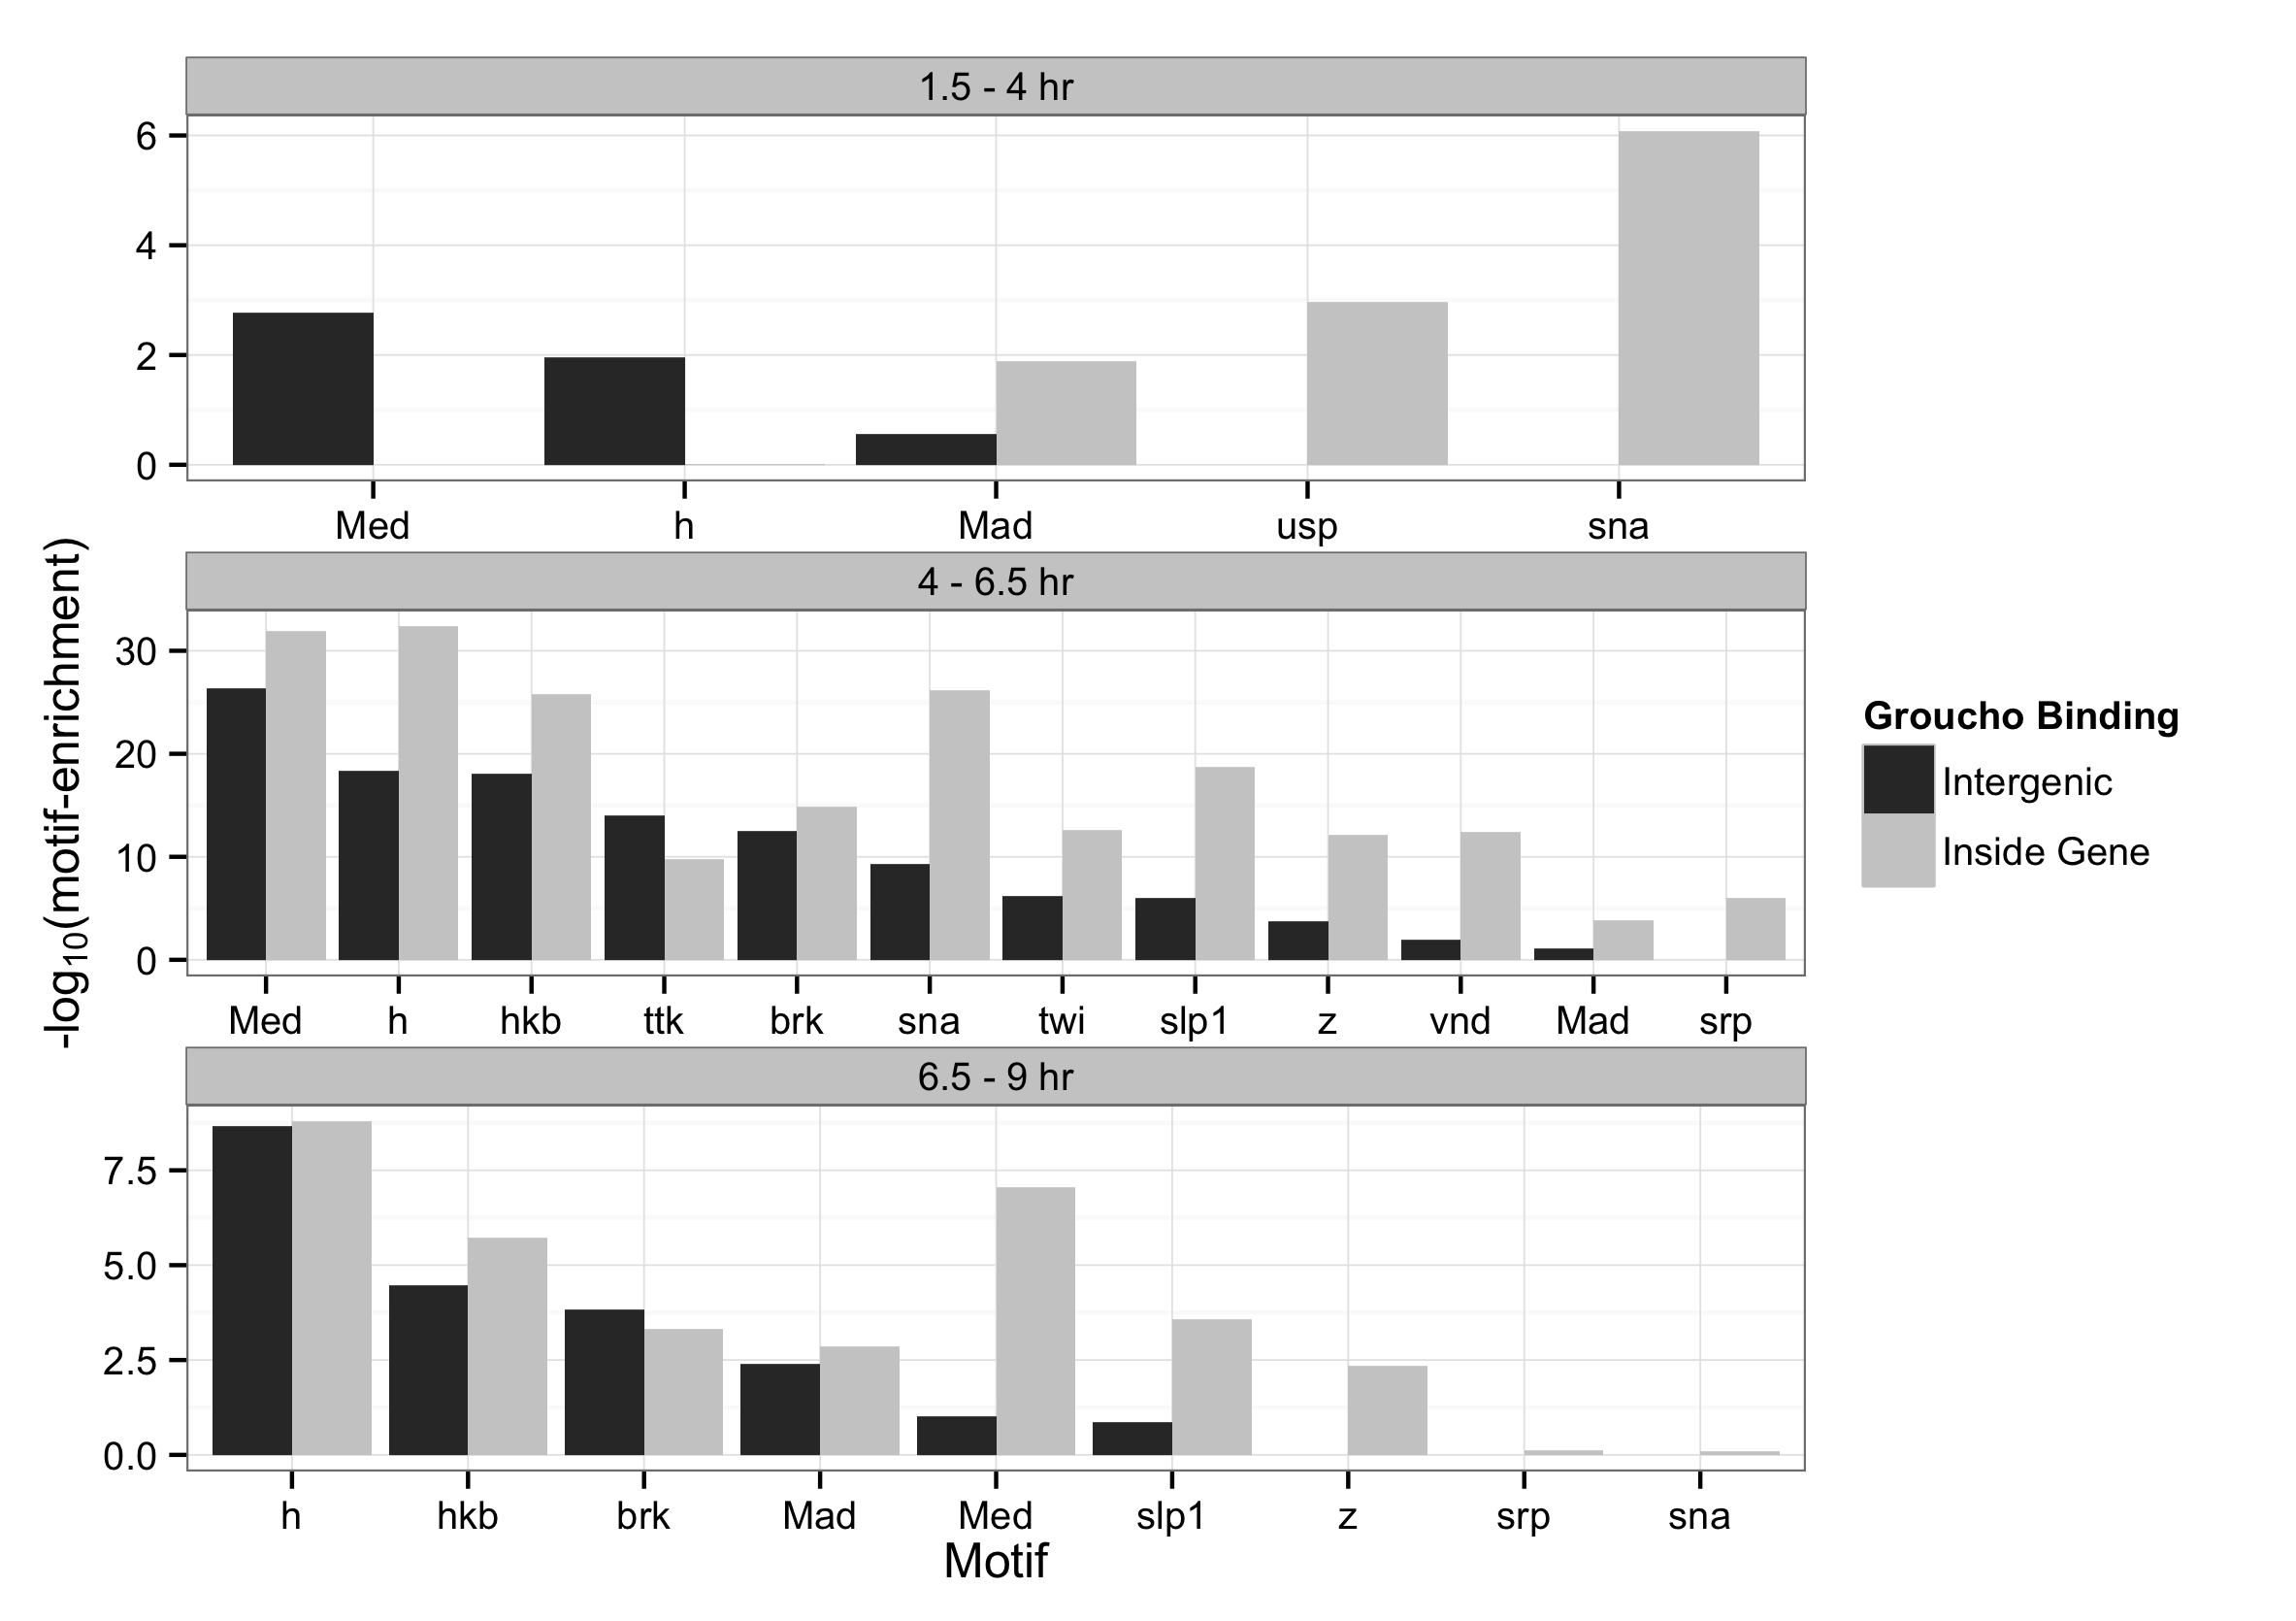 1.5 - 4 hr
6
4
2
0
Med h Mad usp sna
4 - 6.5 hr
30
20
10
0
Med h hkb ttk brk sna twi slp1 z vnd Mad srp
6.5 - 9 hr
7.5
5.0
2.5
0.0
h hkb brk Mad Med slp1 z srp sna
Motif
-log10(motif-enrichment)
Groucho Binding
Intergenic
Inside Gene